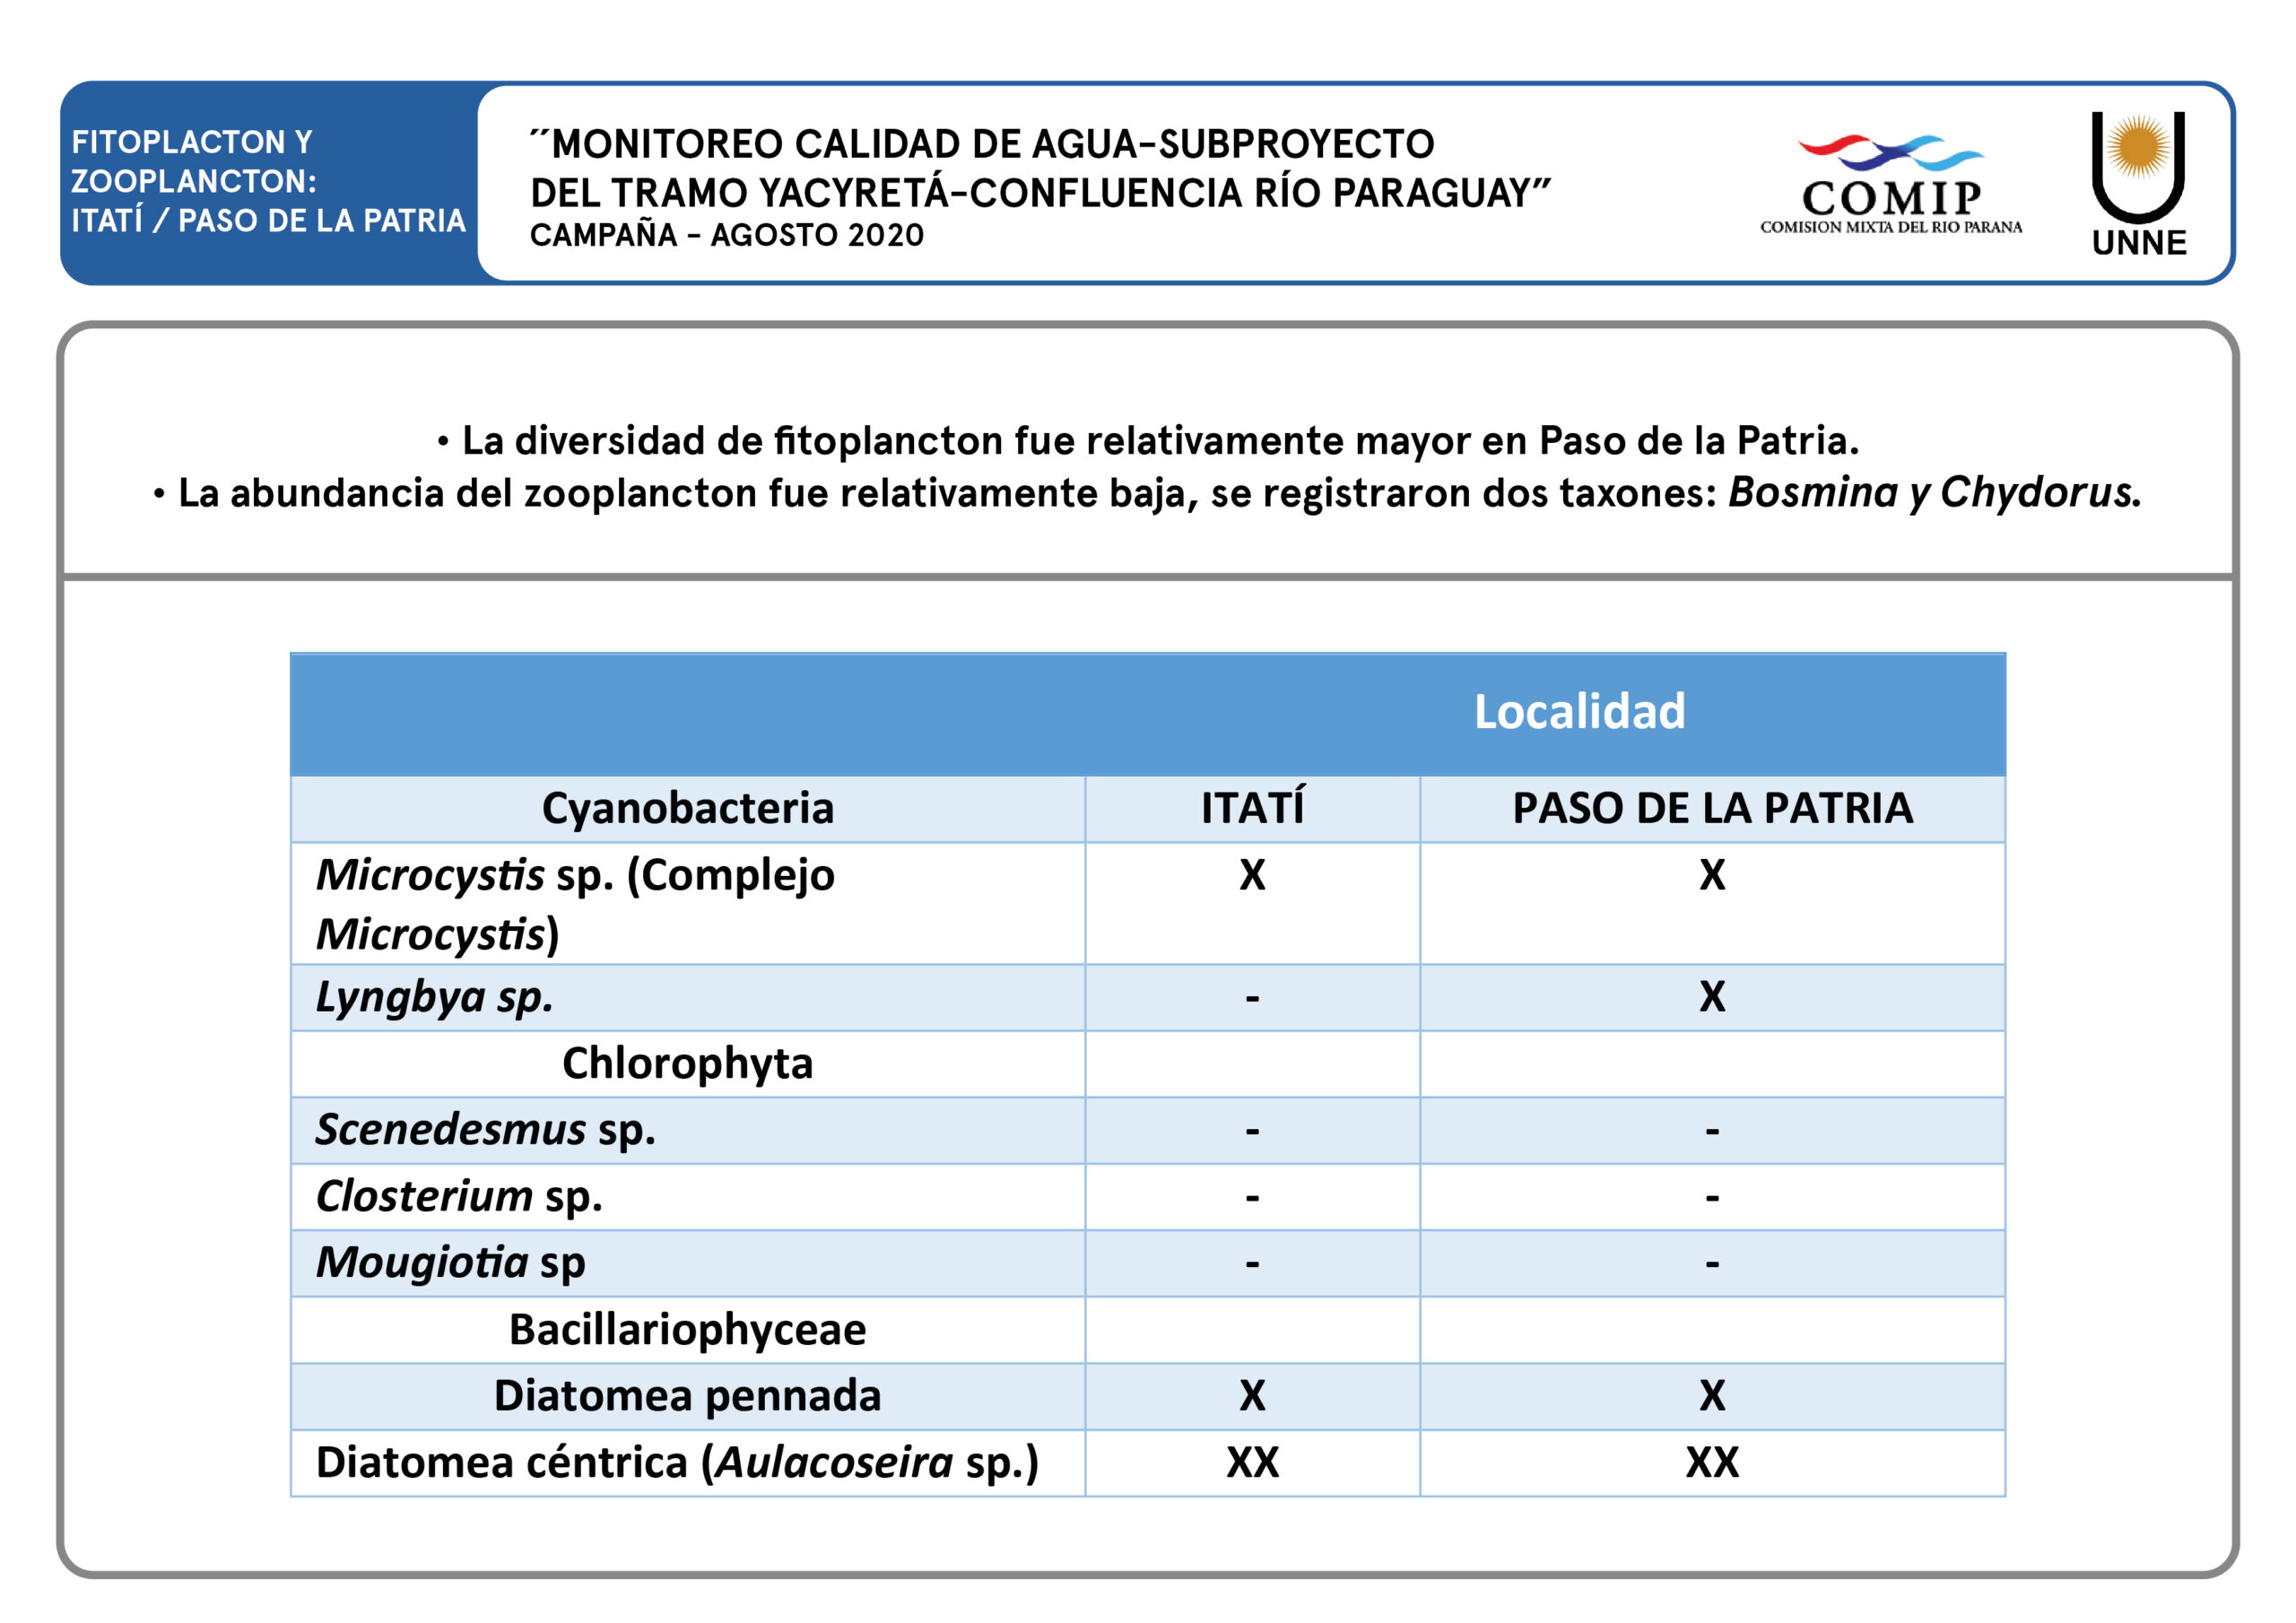 FITOPLACTON Y
ZOOPLANCTON:
ITATÍ / PASO DE LA PATRIA
´´MONITOREO CALIDAD DE AGUA-SUBPROYECTO
DEL TRAMO YACYRETÁ-CONFLUENCIA RÍO PARAGUAY”
CAMPAÑA - AGOSTO 2020
COMIP
COMISION MIXTA DEL RIO PARANA
UNNE
• La diversidad de fitoplancton fue relativamente mayor en Paso de la Patria.
• La abundancia del zooplancton fue relativamente baja, se registraron dos taxones: Bosmina y Chydorus.
Localidad
Cyanobacteria ITATÍ PASO DE LA PATRIA
Microcystis sp. (Complejo X X
Microcystis)
Lyngbya sp. - X
Chlorophyta
Scenedesmus sp. - -
Closterium sp. - -
Mougiotia sp - -
Bacillariophyceae
Diatomea pennada X X
Diatomea céntrica (Aulacoseira sp.) XX XX